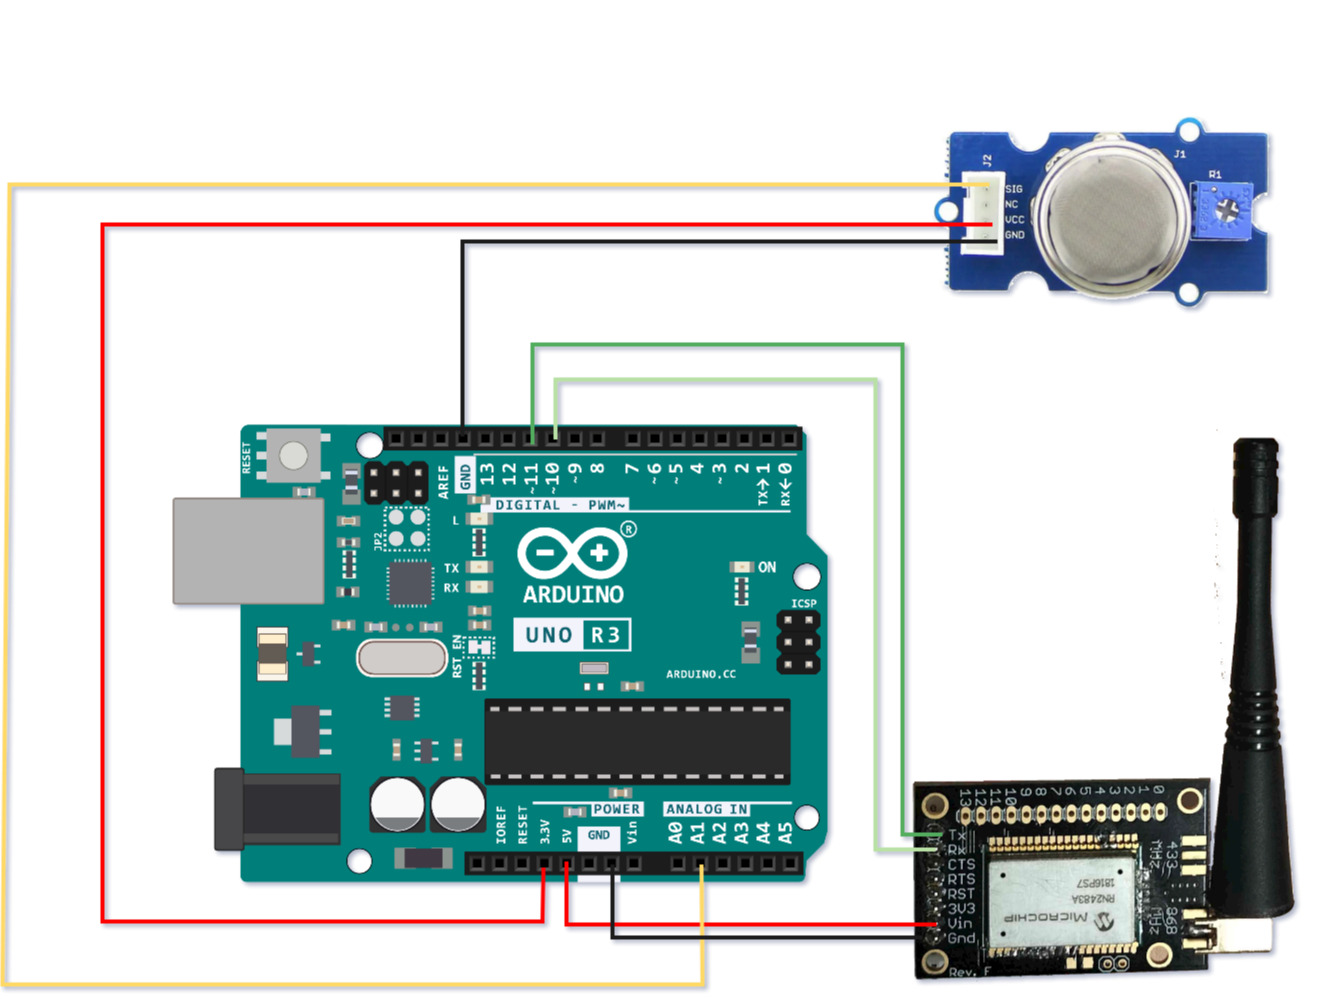 J2
J1
R1
SIG
NC
VCC
GND
RESET
AREF
GND
13
12
~11
~10
~9
8
7
~6
~5
4
~3
2
TX→1
RX←0
DIGITAL - PWM~
L
JP2
TX
RX
®
ARDUINO
UNO R3
ON
ICSP
RST_EN
ARDUINO.CC
POWER
ANALOG IN
IOREF
RESET
3.3V
5V
GND
Vin
A0
A1
A2
A3
A4
A5
13
12
11
10
9
8
7
6
5
4
3
2
1
0
Tx
Rx
CTS
RTS
RST
3V3
Vin
Gnd
Rev. F
433-
MHz
868
MHz
MICROCHIP
RN2483A
1816PS7